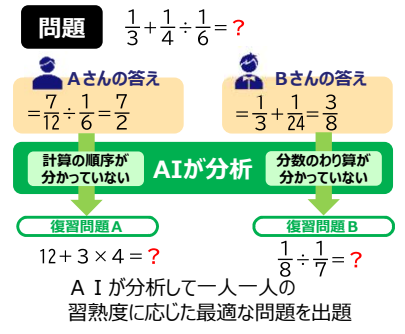 問題 1/3+1/4÷1/6=?
Aさんの答え
=7/12÷1/6=7/2
Bさんの答え
=1/3+1/24=3/8
計算の順序が
分かっていない
AIが分析
分数のわり算が
分かっていない
復習問題A
12+3×4=?
復習問題B
1/8÷1/7=?
AIが分析して一人一人の
習熟度に応じた最適な問題を出題